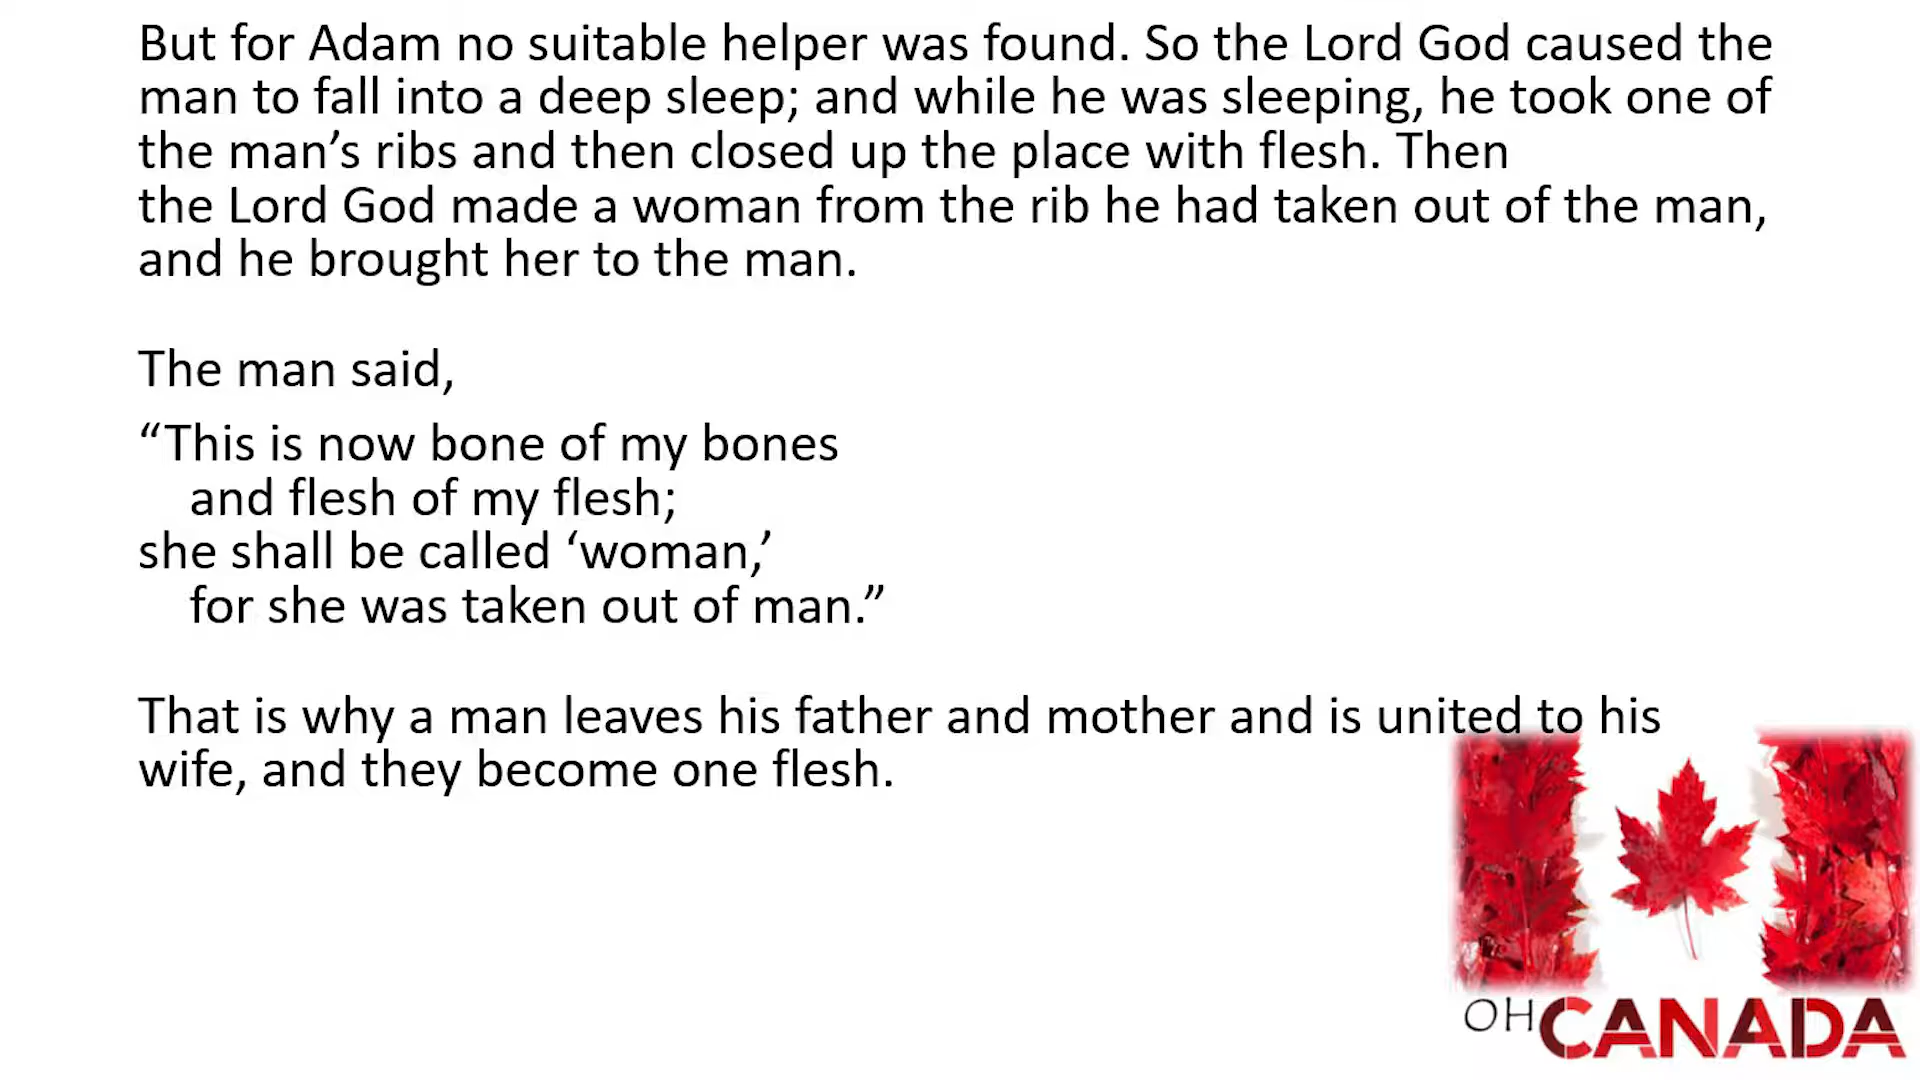 But for Adam no suitable helper was found. So the Lord God caused the
man to fall into a deep sleep; and while he was sleeping, he took one of
the man’s ribs and then closed up the place with flesh. Then
the Lord God made a woman from the rib he had taken out of the man,
and he brought her to the man.
The man said,
“This is now bone of my bones
and flesh of my flesh;
she shall be called ‘woman,’
for she was taken out of man.”
That is why a man leaves his father and mother and is united to his
wife, and they become one flesh.
OH CANADA